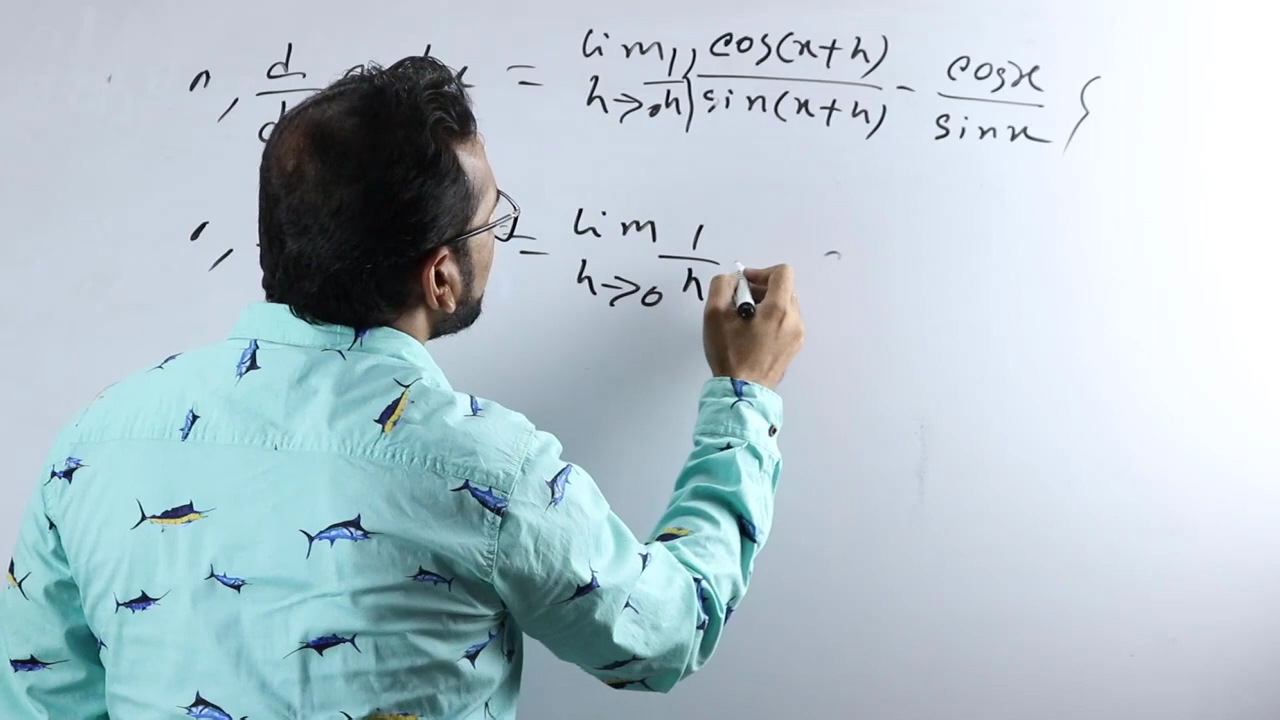 ", d/d = lim h→0 1/h { cos(x+h)/sin(x+h) - cosx/sinx }
", = lim h→0 1/h